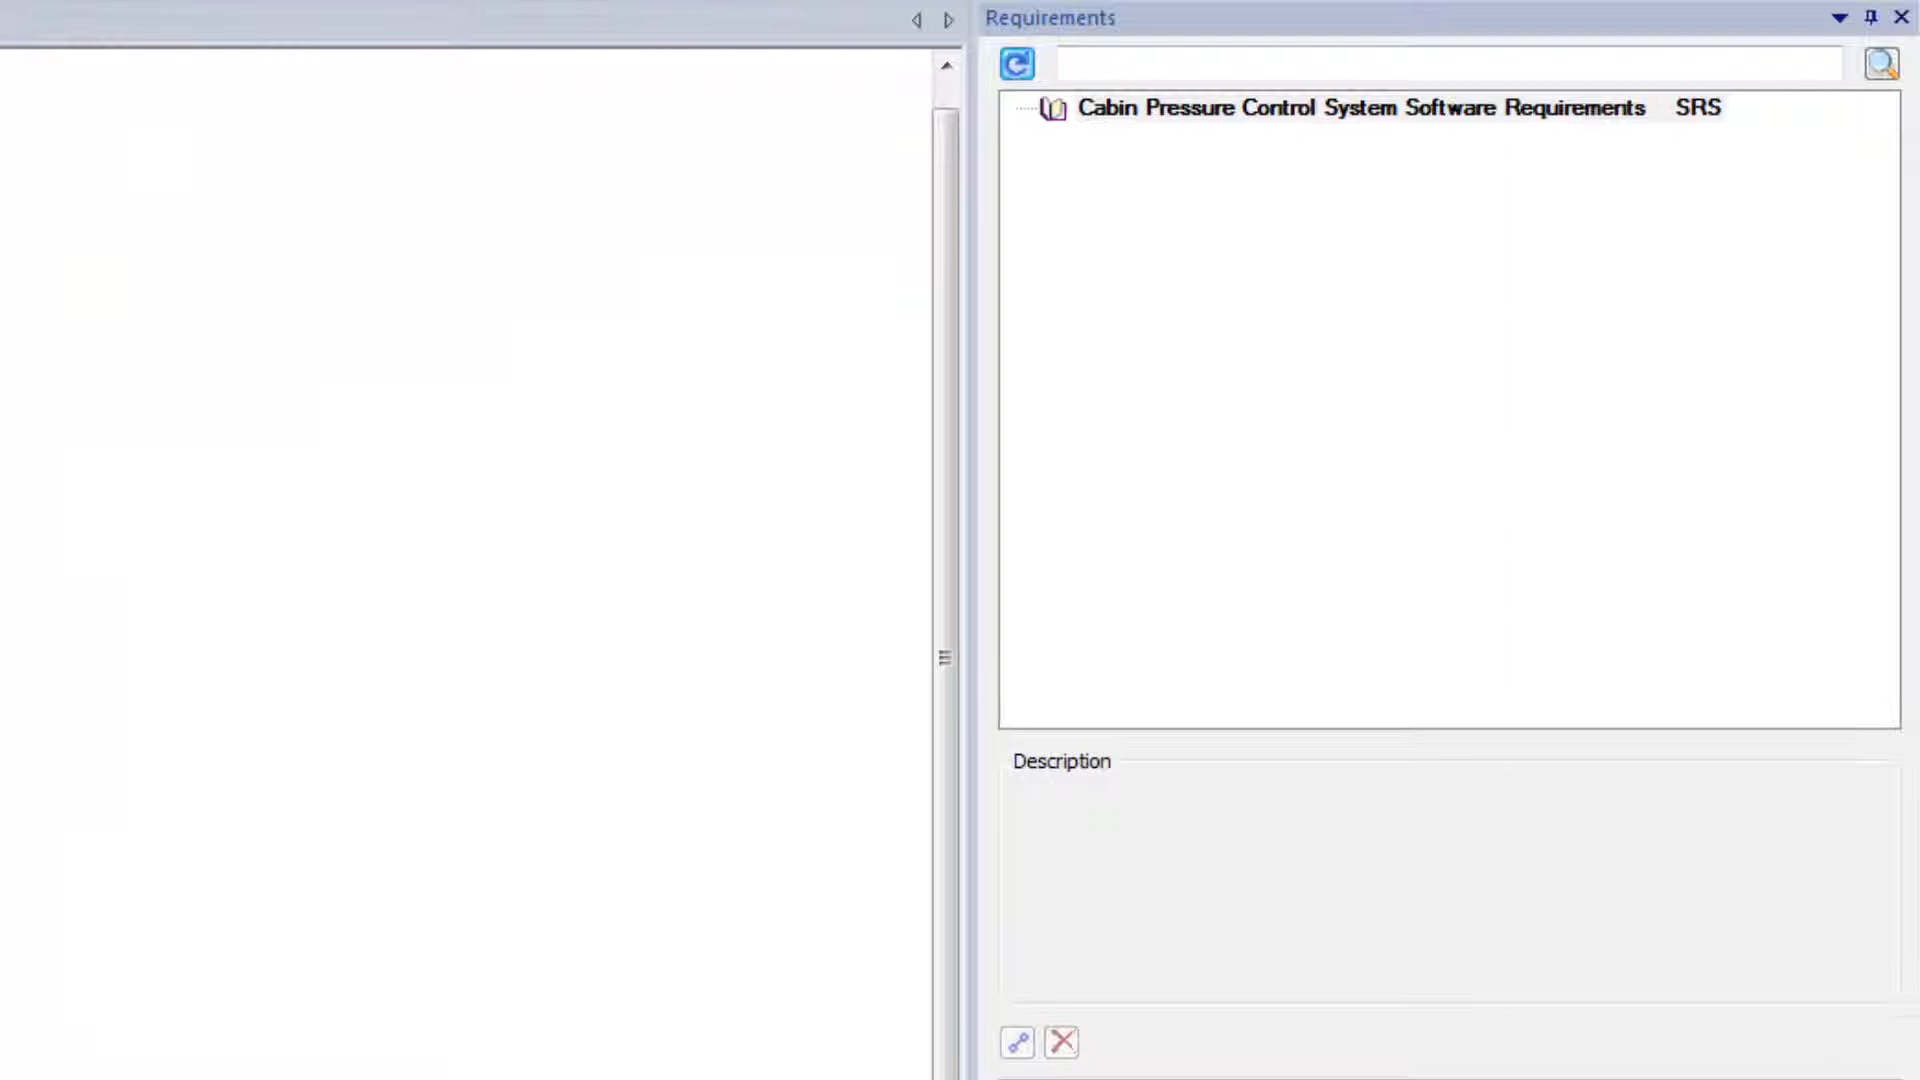 Requirements
Cabin Pressure Control System Software Requirements SRS
Description